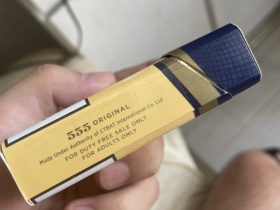 555 ORIGINAL
Made Under Authority of CTBAT International Co. Ltd
FOR DUTY FREE SALE ONLY
FOR ADULTS ONLY